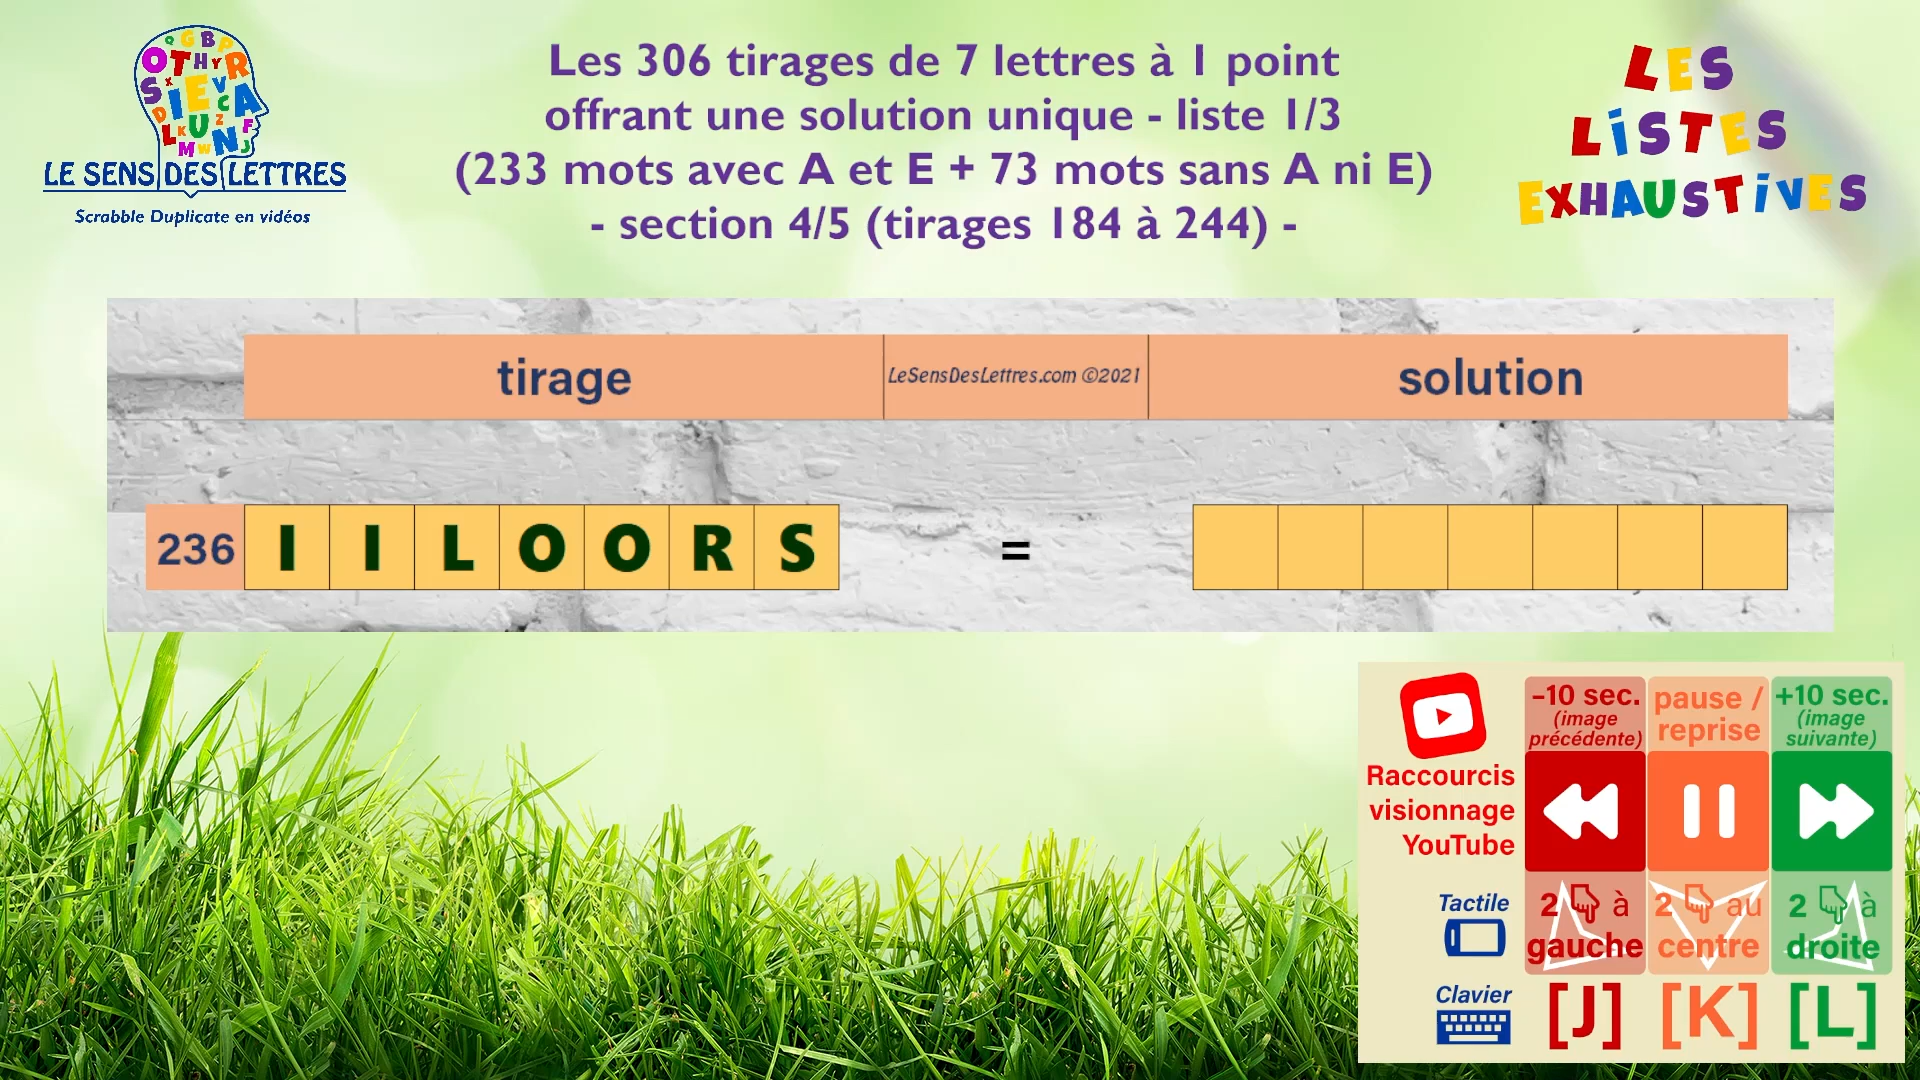 LE SENS DES LETTRES
Scrabble Duplicate en vidéos
Les 306 tirages de 7 lettres à 1 point
offrant une solution unique - liste 1/3
(233 mots avec A et E + 73 mots sans A ni E)
- section 4/5 (tirages 184 à 244) -
LES
LiSTES
EXHAUSTiVES
tirage
LeSensDesLettres.com ©2021
solution
236 I I L O O R S =
-10 sec. (image précédente)
pause / reprise
+10 sec. (image suivante)
Raccourcis
visionnage
YouTube
Tactile
2 à gauche
2 au centre
2 à droite
Clavier
[J] [K] [L]